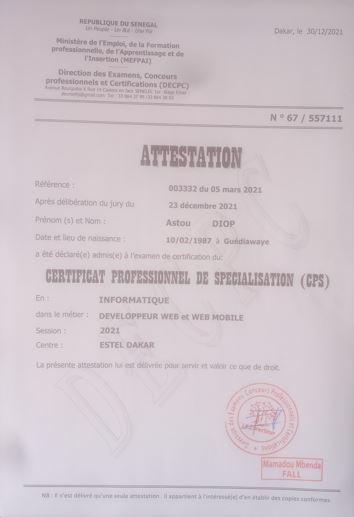 REPUBLIQUE DU SENEGAL
Un Peuple - Un But - Une Foi
Dakar, le 30/12/2021
Ministère de l'Emploi, de la Formation
professionnelle, de l'Apprentissage et de
l'Insertion (MEFPAI)
Direction des Examens, Concours
professionnels et Certifications (DECPC)
N ° 67 / 557111
ATTESTATION
Référence : 003332 du 05 mars 2021
Après délibération du jury du 23 décembre 2021
Prénom (s) et Nom : Astou DIOP
Date et lieu de naissance : 10/02/1987 à Guédiawaye
a été déclaré(e) admis(e) à l'examen de certification du:
CERTIFICAT PROFESSIONNEL DE SPECIALISATION (CPS)
En : INFORMATIQUE
dans le métier : DEVELOPPEUR WEB et WEB MOBILE
Session : 2021
Centre : ESTEL DAKAR
La présente attestation lui est délivrée pour servir et valoir ce que de droit.
DECPC
Le Directeur
Mamadou Mbenda
FALL
NB : Il n'est délivré qu'une seule attestation. Il appartient à l'intéressé(e) d'en établir des copies conformes.